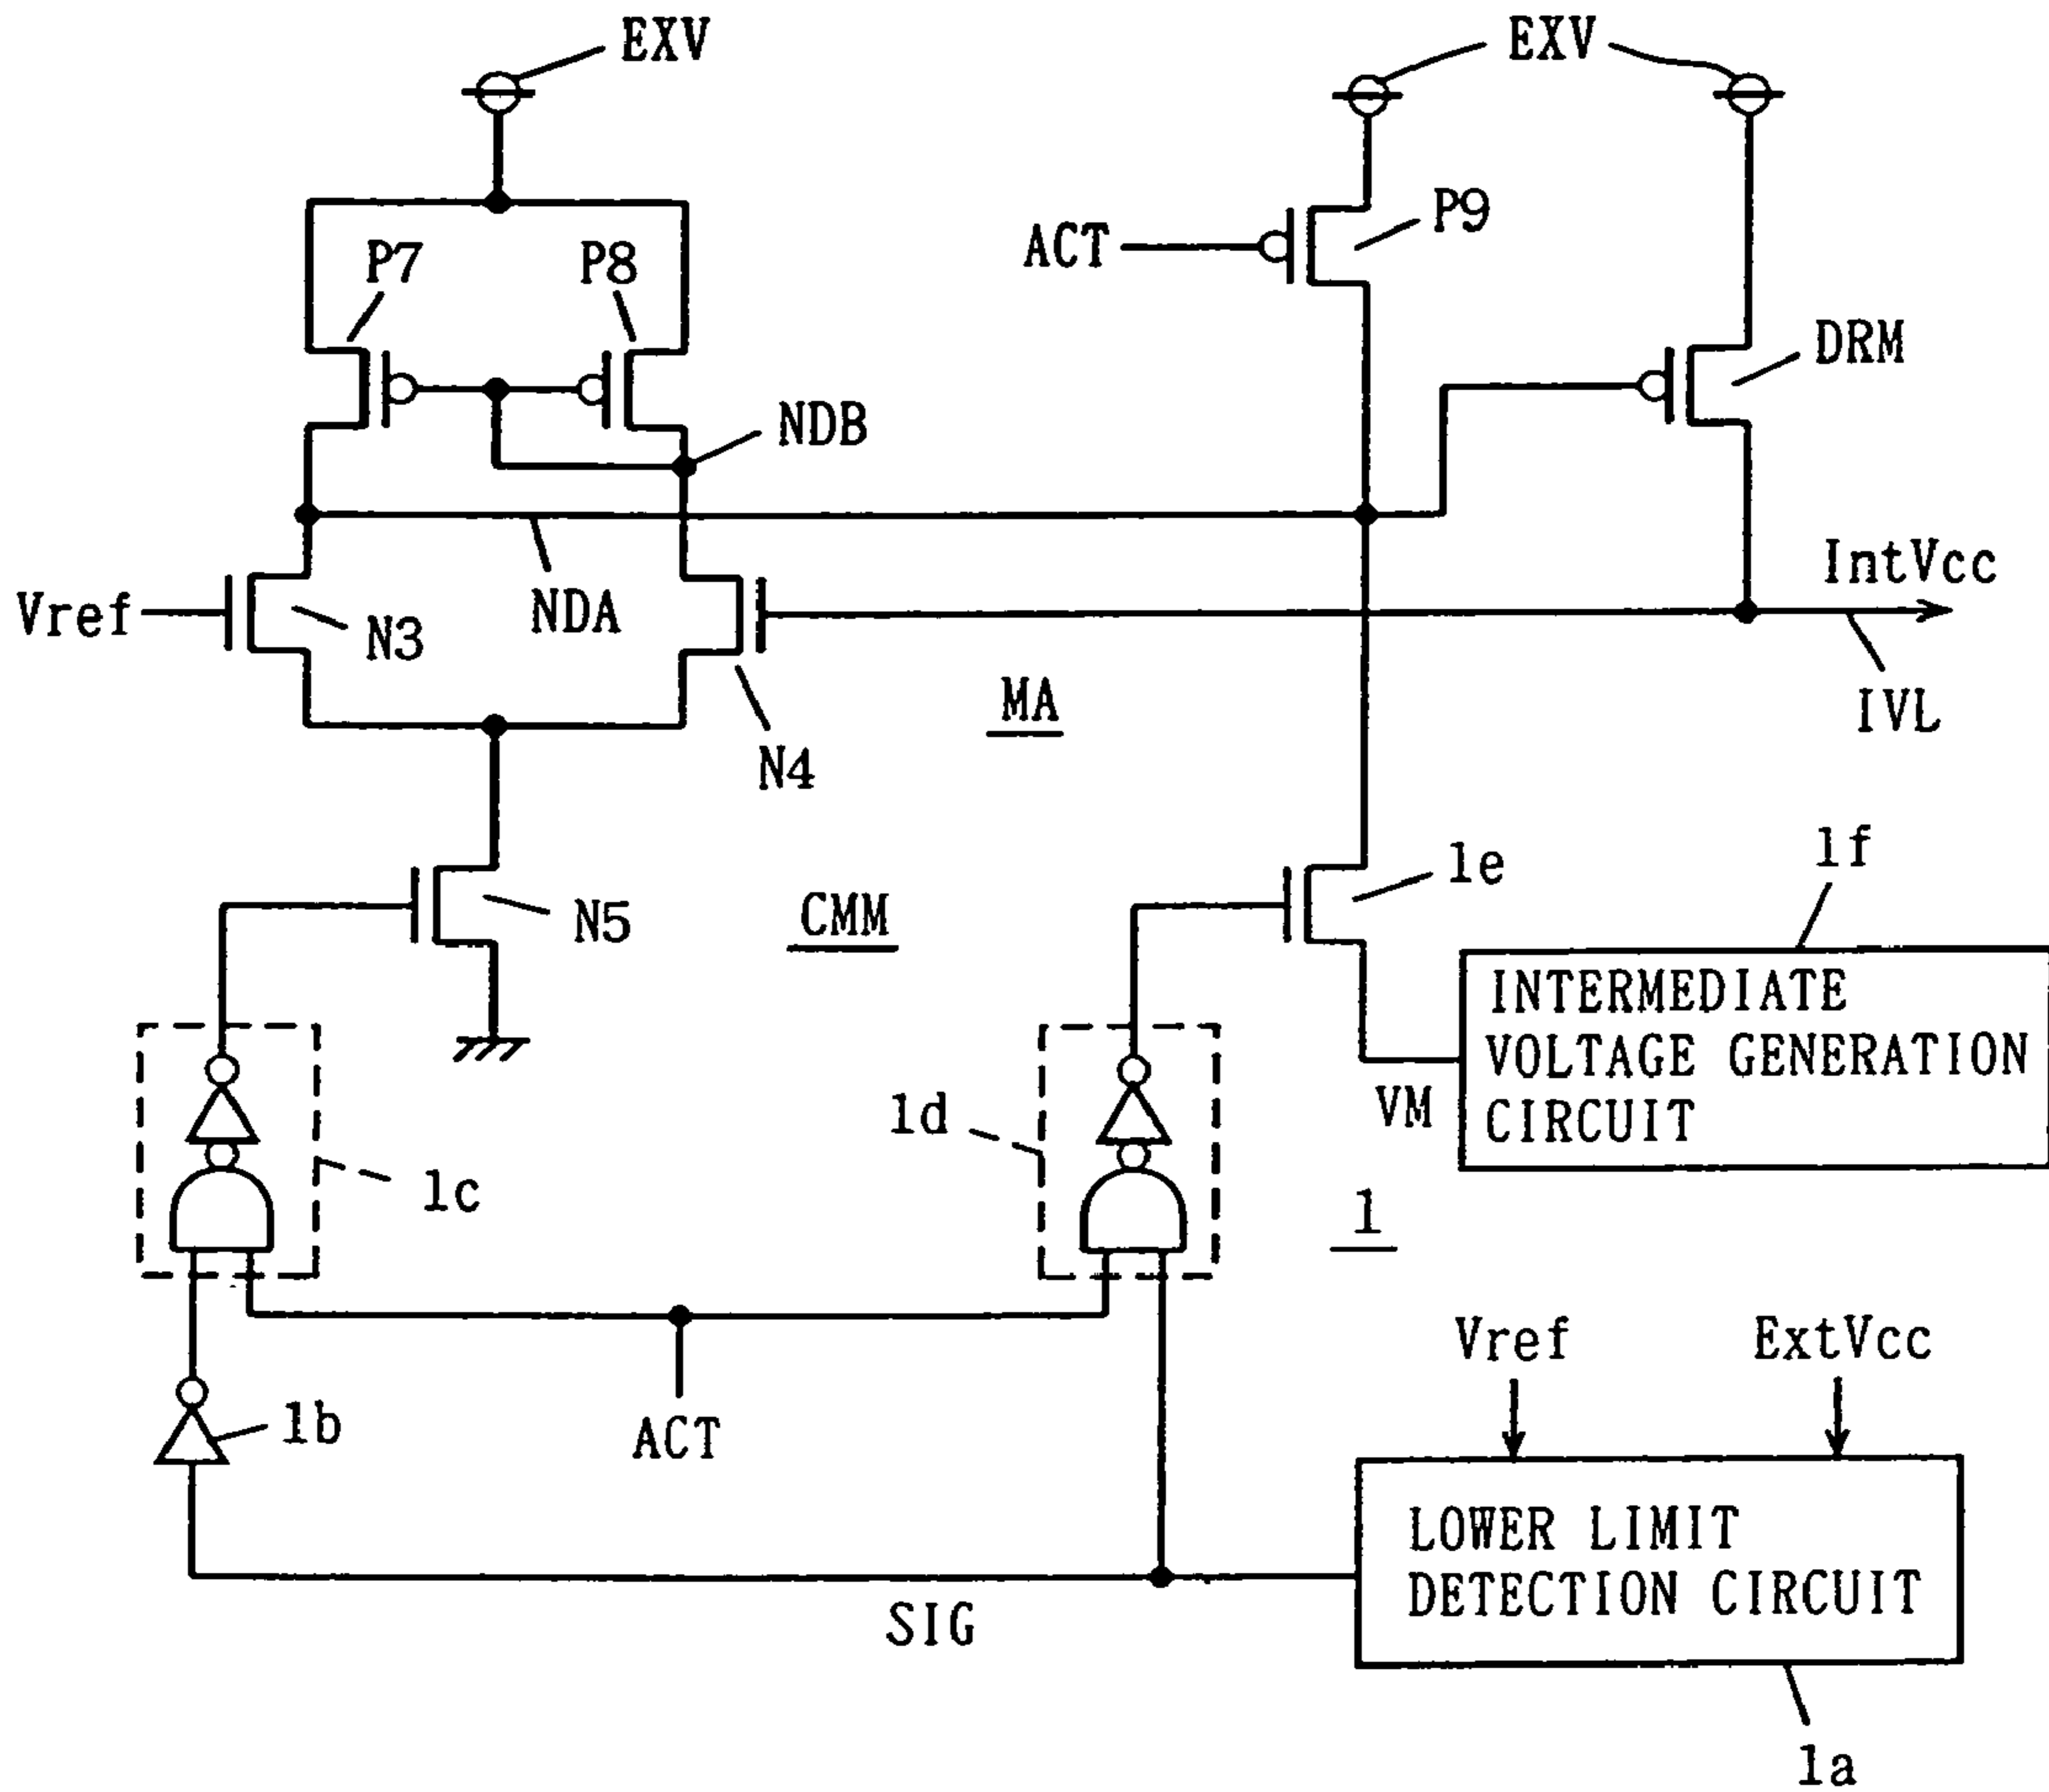 EXV
EXV
P7
P8
ACT
P9
DRM
NDB
Vref
N3
NDA
IntVcc
MA
IVL
N4
1f
1e
N5
CMM
INTERMEDIATE
VOLTAGE GENERATION
CIRCUIT
VM
1d
1c
1
Vref
ExtVcc
1b
ACT
LOWER LIMIT
DETECTION CIRCUIT
SIG
1a